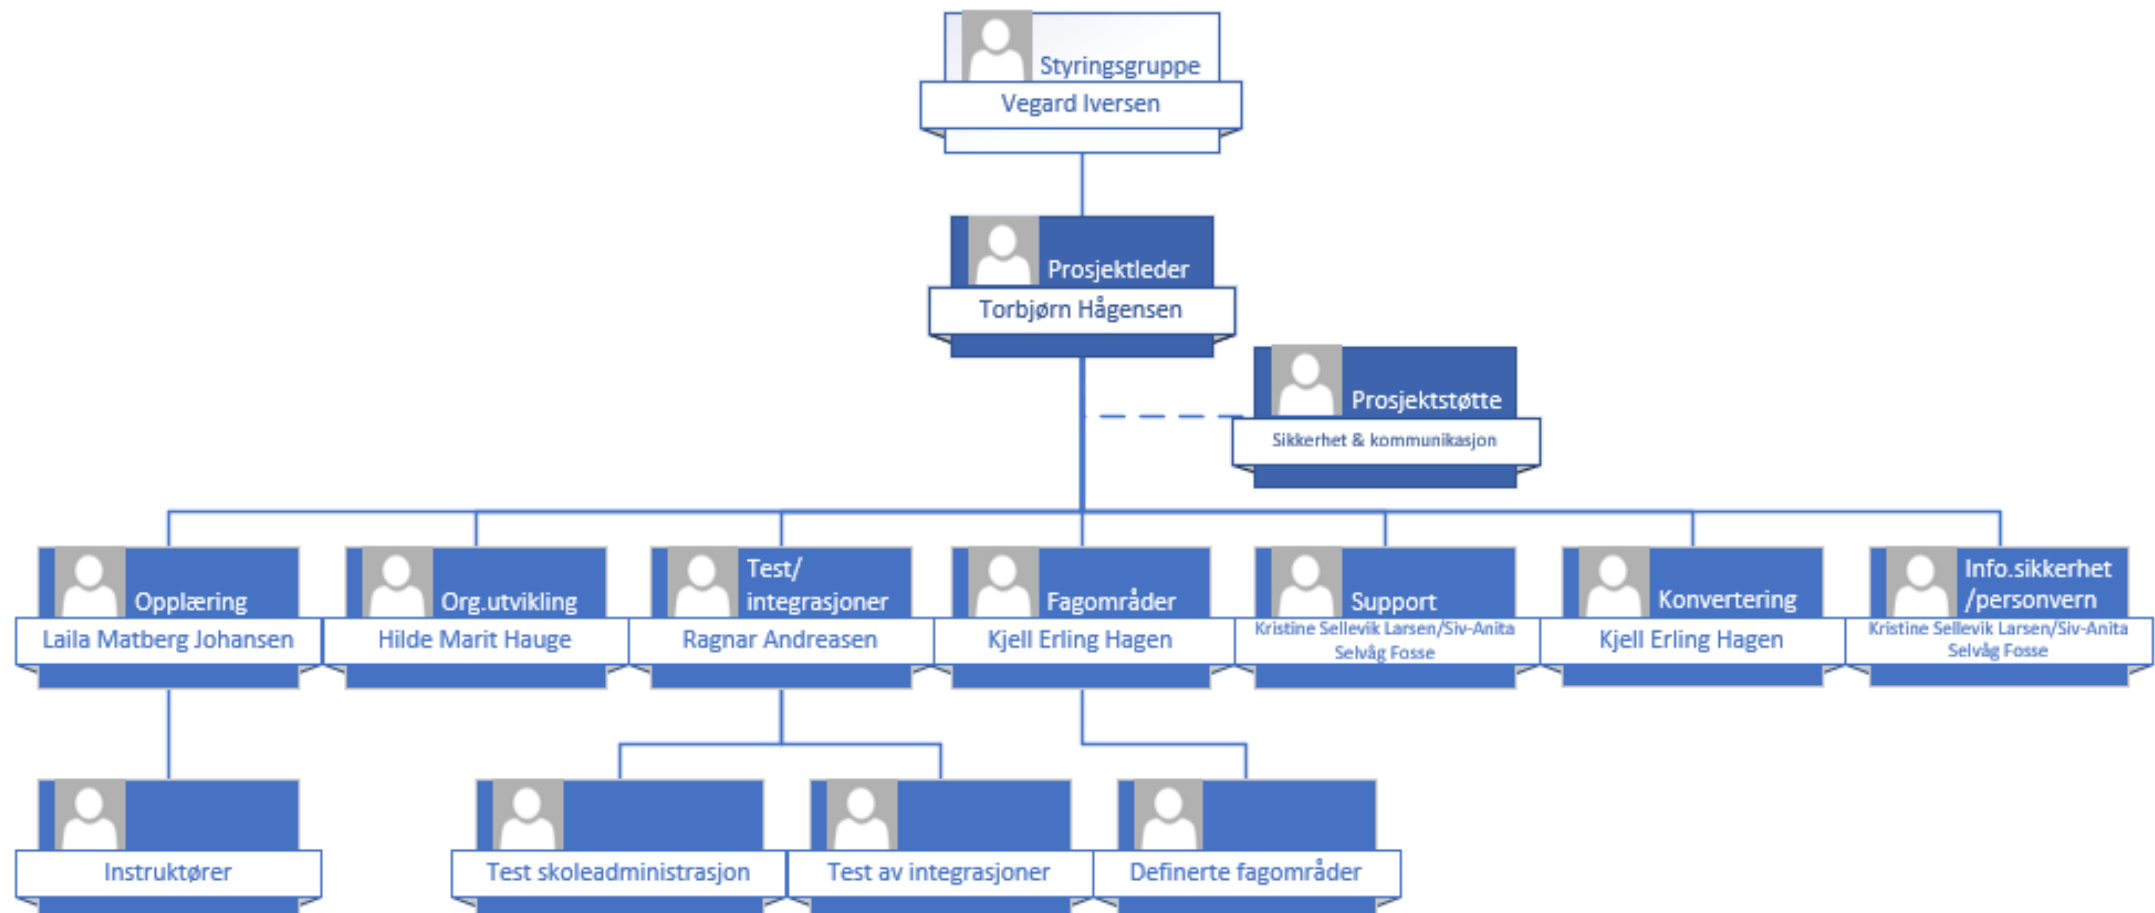 Styringsgruppe
Vegard Iversen
Prosjektleder
Torbjørn Hågensen
Prosjektstøtte
Sikkerhet & kommunikasjon
Opplæring
Laila Matberg Johansen
Org.utvikling
Hilde Marit Hauge
Test/
integrasjoner
Ragnar Andreasen
Fagområder
Kjell Erling Hagen
Support
Kristine Sellevik Larsen/Siv-Anita
Selvåg Fosse
Konvertering
Kjell Erling Hagen
Info.sikkerhet
/personvern
Kristine Sellevik Larsen/Siv-Anita
Selvåg Fosse
Instruktører
Test skoleadministrasjon
Test av integrasjoner
Definerte fagområder